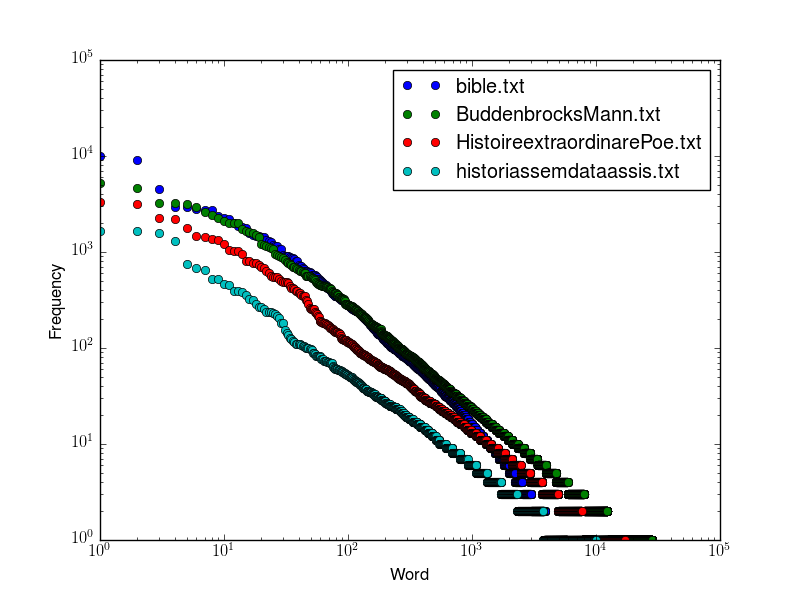 bible.txt
BuddenbrocksMann.txt
HistoireextraordinarePoe.txt
historiassemdataassis.txt
Frequency
10^5
10^4
10^3
10^2
10^1
10^0
10^0 10^1 10^2 10^3 10^4 10^5
Word